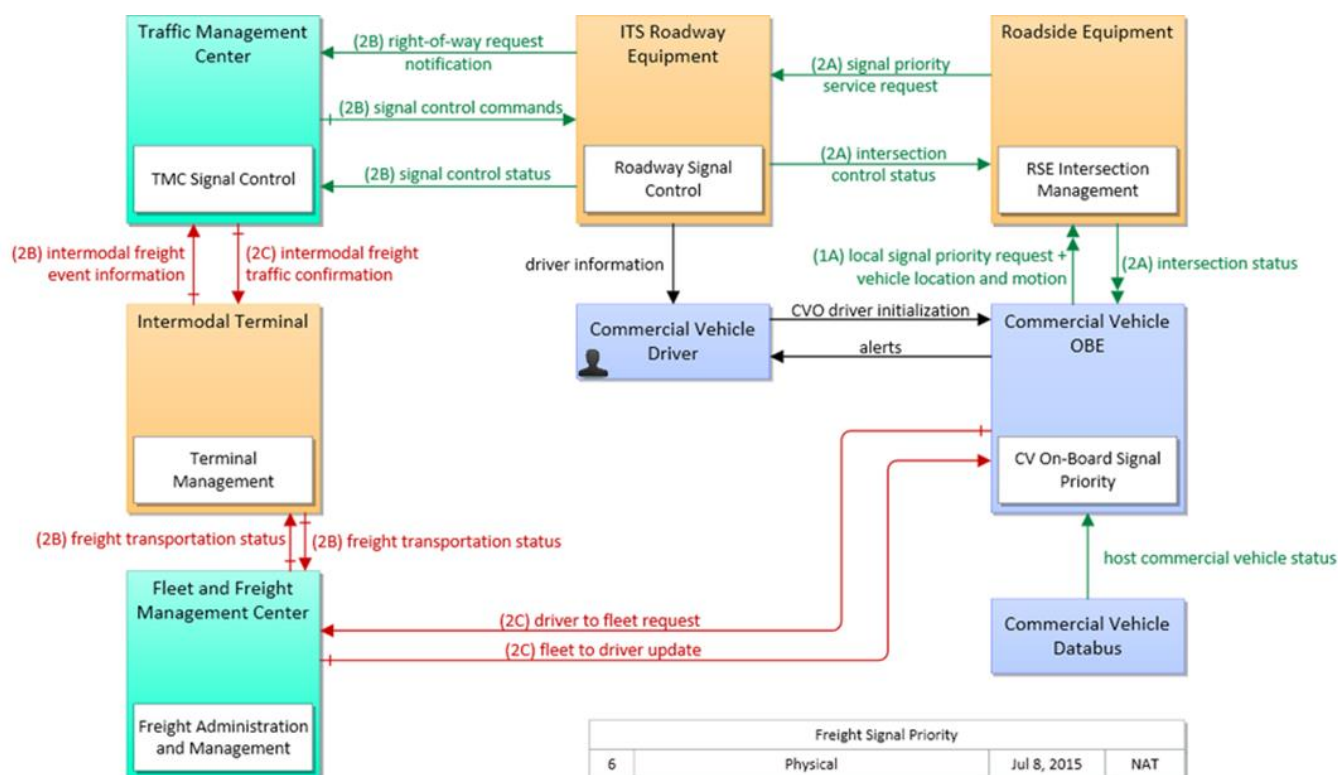 Traffic Management
Center
TMC Signal Control
(2B) right-of-way request
notification
(2B) signal control commands
(2B) signal control status
ITS Roadway
Equipment
Roadway Signal
Control
(2A) signal priority
service request
(2A) intersection
control status
Roadside Equipment
RSE Intersection
Management
(2B) intermodal freight
event information
(2C) intermodal freight
traffic confirmation
driver information
(1A) local signal priority request +
vehicle location and motion
(2A) intersection status
Intermodal Terminal
Terminal
Management
Commercial Vehicle
Driver
CVO driver initialization
alerts
Commercial Vehicle
OBE
CV On-Board Signal
Priority
(2B) freight transportation status
(2B) freight transportation status
host commercial vehicle status
Fleet and Freight
Management Center
Freight Administration
and Management
(2C) driver to fleet request
(2C) fleet to driver update
Commercial Vehicle
Databus
Freight Signal Priority
6 Physical Jul 8, 2015 NAT